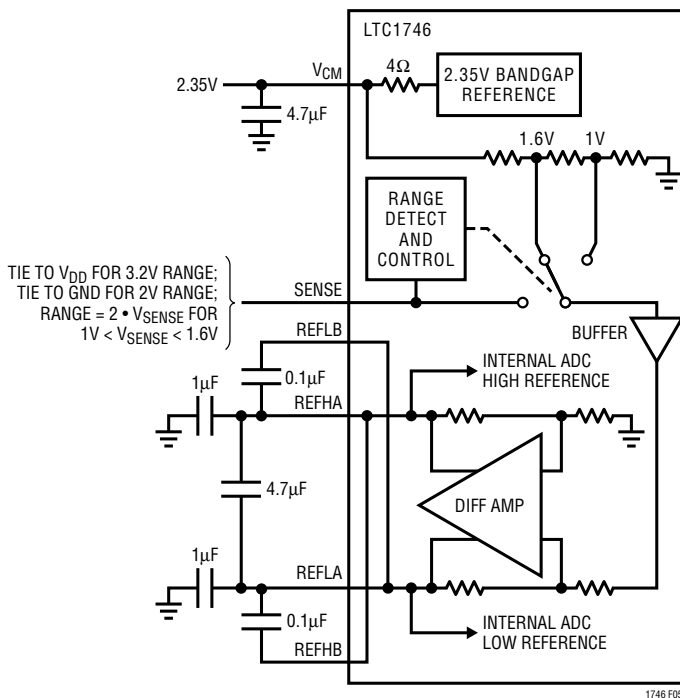 LTC1746
2.35V
VCM
4Ω
2.35V BANDGAP
REFERENCE
4.7µF
1.6V
1V
RANGE
DETECT
AND
CONTROL
TIE TO VDD FOR 3.2V RANGE;
TIE TO GND FOR 2V RANGE;
RANGE = 2 • VSENSE FOR
1V < VSENSE < 1.6V
SENSE
BUFFER
REFLB
0.1µF
INTERNAL ADC
HIGH REFERENCE
1µF
REFHA
4.7µF
DIFF AMP
1µF
REFLA
0.1µF
INTERNAL ADC
LOW REFERENCE
REFHB
1746 F05